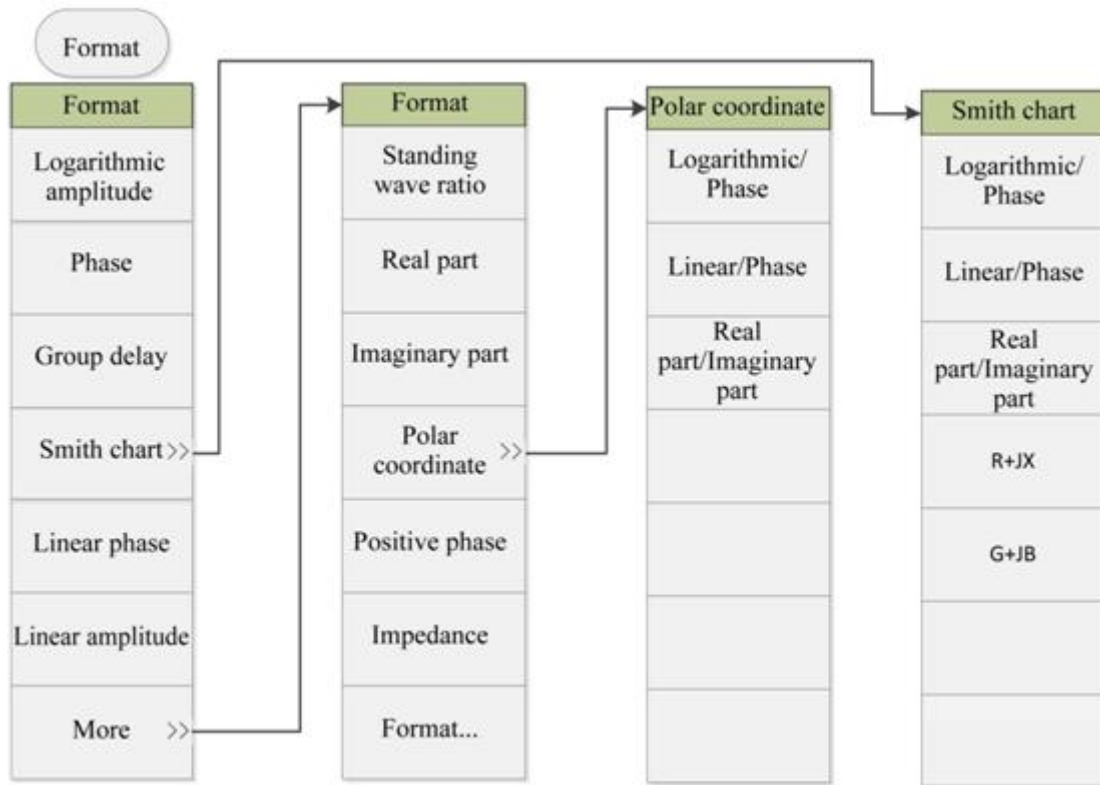 Format
Format
Logarithmic
amplitude
Phase
Group delay
Smith chart >>
Linear phase
Linear amplitude
More >>
Format
Standing
wave ratio
Real part
Imaginary part
Polar
coordinate >>
Positive phase
Impedance
Format...
Polar coordinate
Logarithmic/
Phase
Linear/Phase
Real
part/Imaginary
part
Smith chart
Logarithmic/
Phase
Linear/Phase
Real
part/Imaginary
part
R+JX
G+JB